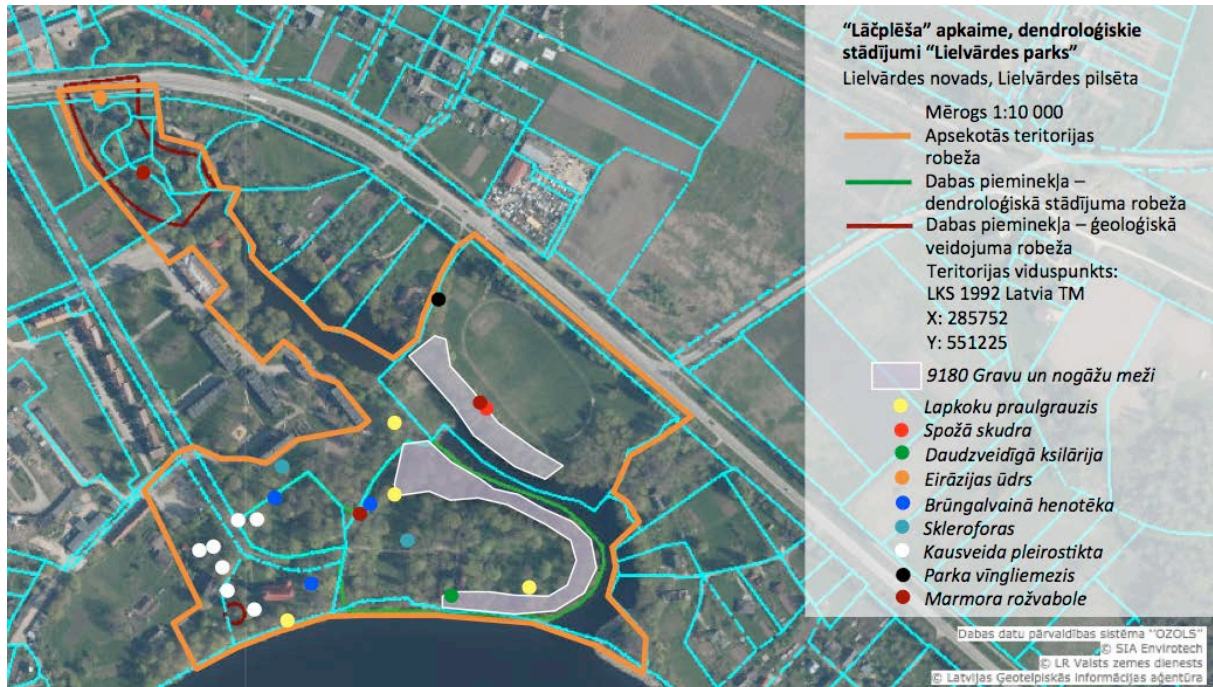 “Lāčplēša” apkaime, dendroloģiskie
stādījumi “Lielvārdes parks”
Lielvārdes novads, Lielvārdes pilsēta
Mērogs 1:10 000
Apsekotās teritorijas
robeža
Dabas pieminekļa –
dendroloģiskā stādījuma robeža
Dabas pieminekļa – ģeoloģiskā
veidojuma robeža
Teritorijas viduspunkts:
LKS 1992 Latvia TM
X: 285752
Y: 551225
9180 Gravu un nogāžu meži
Lapkoku praulgrauzis
Spožā skudra
Daudzveidīgā ksilārija
Eirāzijas ūdrs
Brūngalvainā henotēka
Skleroforas
Kausveida pleirostikta
Parka vīngliemezis
Marmora rožvabole
Dabas datu pārvaldības sistēma "OZOLS"
© SIA Envirotech
© LR Valsts zemes dienests
© Latvijas Ģeotelpiskās informācijas aģentūra